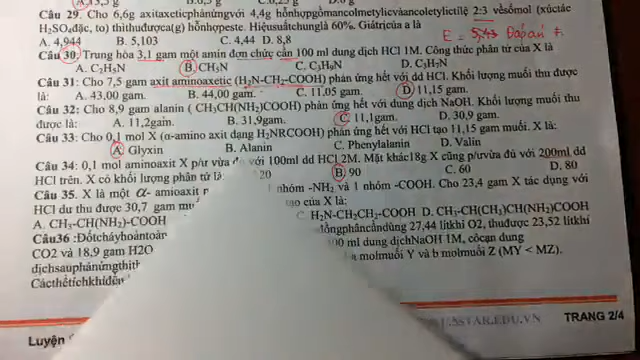 Câu 29. Cho 6,6g axitaxeticphảnứngvới 4,4g hỗnhợpgồmancolmetylicvàancoletylictilệ 2:3 vềsốmol (xúctác
H2SO4đặc, to) thìthuđượca(g) hỗnhợpeste. Hiệusuấtchunglà 60%. Giátrịcủa a là
A. 4,944 B. 5,103 C. 4,44 D. 8,8
Câu 30: Trung hòa 3,1 gam một amin đơn chức cần 100 ml dung dịch HCl 1M. Công thức phân tử của X là
A. C2H5N B. CH5N C. C3H9N D. C3H7N
Câu 31: Cho 7,5 gam axit aminoaxetic (H2N-CH2-COOH) phản ứng hết với dd HCl. Khối lượng muối thu được
là: A. 43,00 gam. B. 44,00 gam. C. 11,05 gam. D. 11,15 gam.
Câu 32: Cho 8,9 gam alanin ( CH3CH(NH2)COOH) phản ứng hết với dung dịch NaOH. Khối lượng muối thu
được là: A. 11,2gam. B. 31,9gam. C. 11,1gam. D. 30,9 gam.
Câu 33: Cho 0,1 mol X (α-amino axit dạng H2NRCOOH) phản ứng hết với HCl tạo 11,15 gam muối. X là:
A. Glyxin B. Alanin C. Phenylalanin D. Valin
Câu 34: 0,1 mol aminoaxit X p/ư vừa với 100ml dd HCl 2M. Mặt khác18g X cũng p/ưvừa đủ với 200ml dd
HCl trên. X có khối lượng phân tử là: 20 B. 90 C. 60 D. 80
Câu 35. X là một α- amioaxit nhóm -NH2 và 1 nhóm -COOH. Cho 23,4 gam X tác dụng với
HCl dư thu được 30,7 gam của X là:
A. CH3-CH(NH2)-COOH C. H2N-CH2CH2-COOH D. CH3-CH(CH3)CH(NH2)COOH
Câu36 :Đốtcháyhoàntoàn cầndùng 27,44 lítkhí O2, thuđược 23,52 lítkhí
CO2 và 18,9 gam H2O ml dung dịchNaOH 1M, côcạn dung
dịchsauphảnứngthìth a molmuối Y và b molmuối Z (MY < MZ).
Cácthểtíchkhíđều
Luyện 5STAR.EDU.VN TRANG 2/4